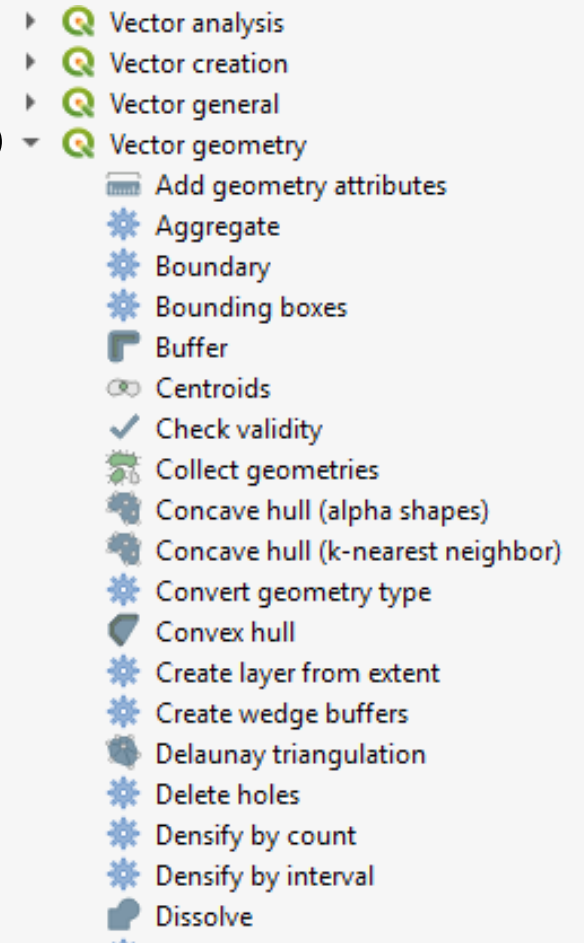 Vector analysis
Vector creation
Vector general
Vector geometry
Add geometry attributes
Aggregate
Boundary
Bounding boxes
Buffer
Centroids
Check validity
Collect geometries
Concave hull (alpha shapes)
Concave hull (k-nearest neighbor)
Convert geometry type
Convex hull
Create layer from extent
Create wedge buffers
Delaunay triangulation
Delete holes
Densify by count
Densify by interval
Dissolve